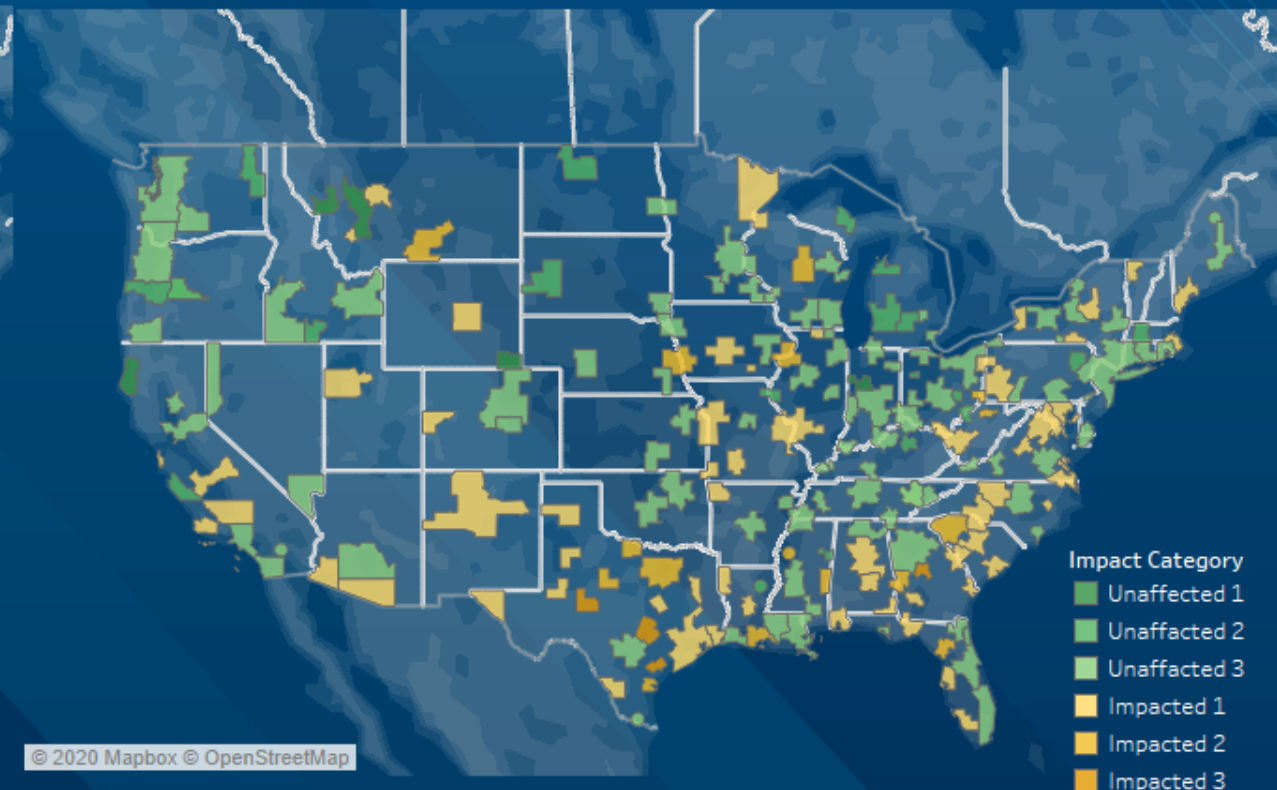 Impact Category
Unaffected 1
Unaffacted 2
Unaffacted 3
Impacted 1
Impacted 2
Impacted 3
© 2020 Mapbox © OpenStreetMap